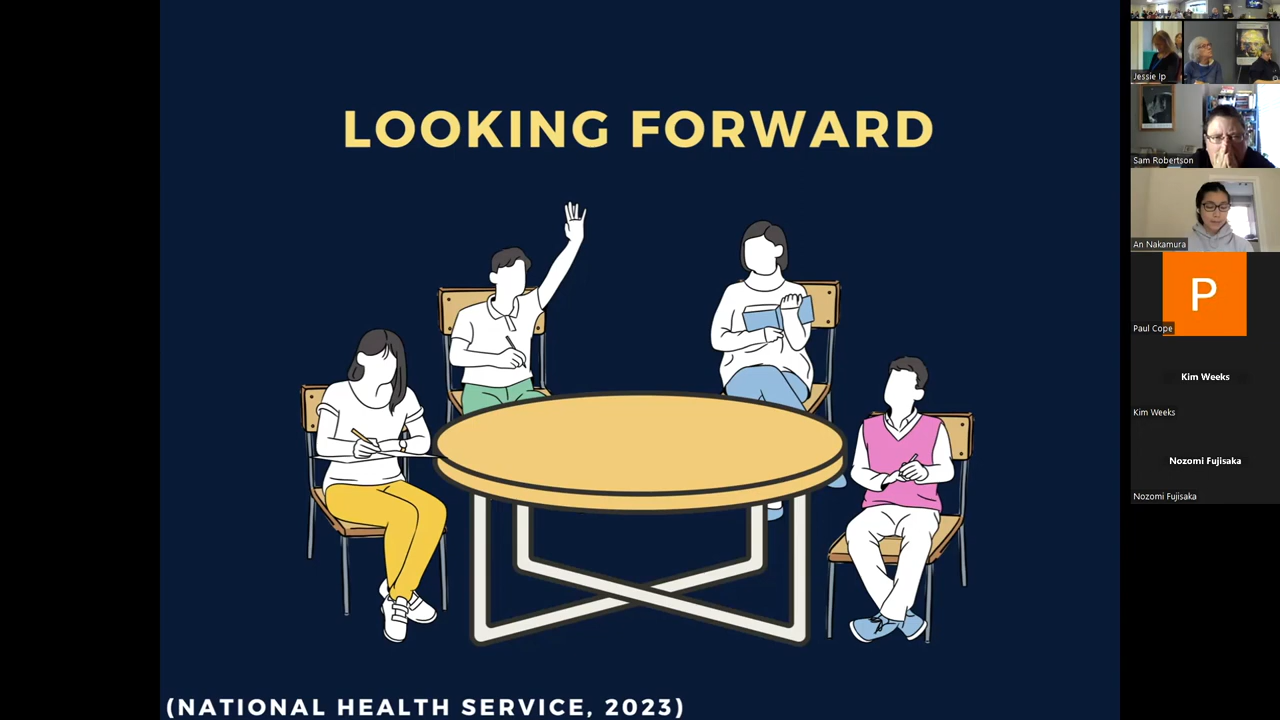 LOOKING FORWARD
(NATIONAL HEALTH SERVICE, 2023)
Jessie Ip
Sam Robertson
An Nakamura
P
Paul Cope
Kim Weeks
Kim Weeks
Nozomi Fujisaka
Nozomi Fujisaka